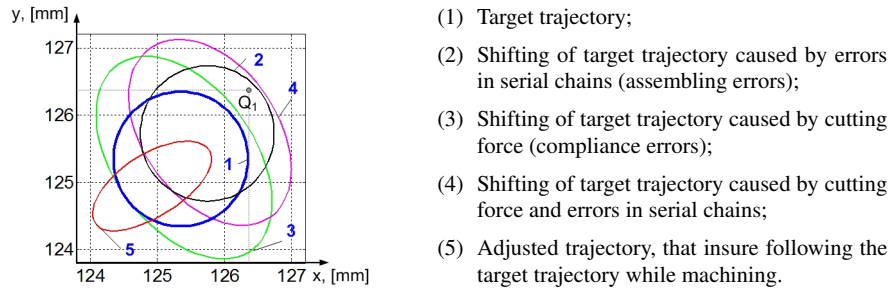 y, [mm]
127
126
125
124
124
125
126
127
x, [mm]
2
4
Q1
1
3
5
(1) Target trajectory;
(2) Shifting of target trajectory caused by errors
in serial chains (assembling errors);
(3) Shifting of target trajectory caused by cutting
force (compliance errors);
(4) Shifting of target trajectory caused by cutting
force and errors in serial chains;
(5) Adjusted trajectory, that insure following the
target trajectory while machining.